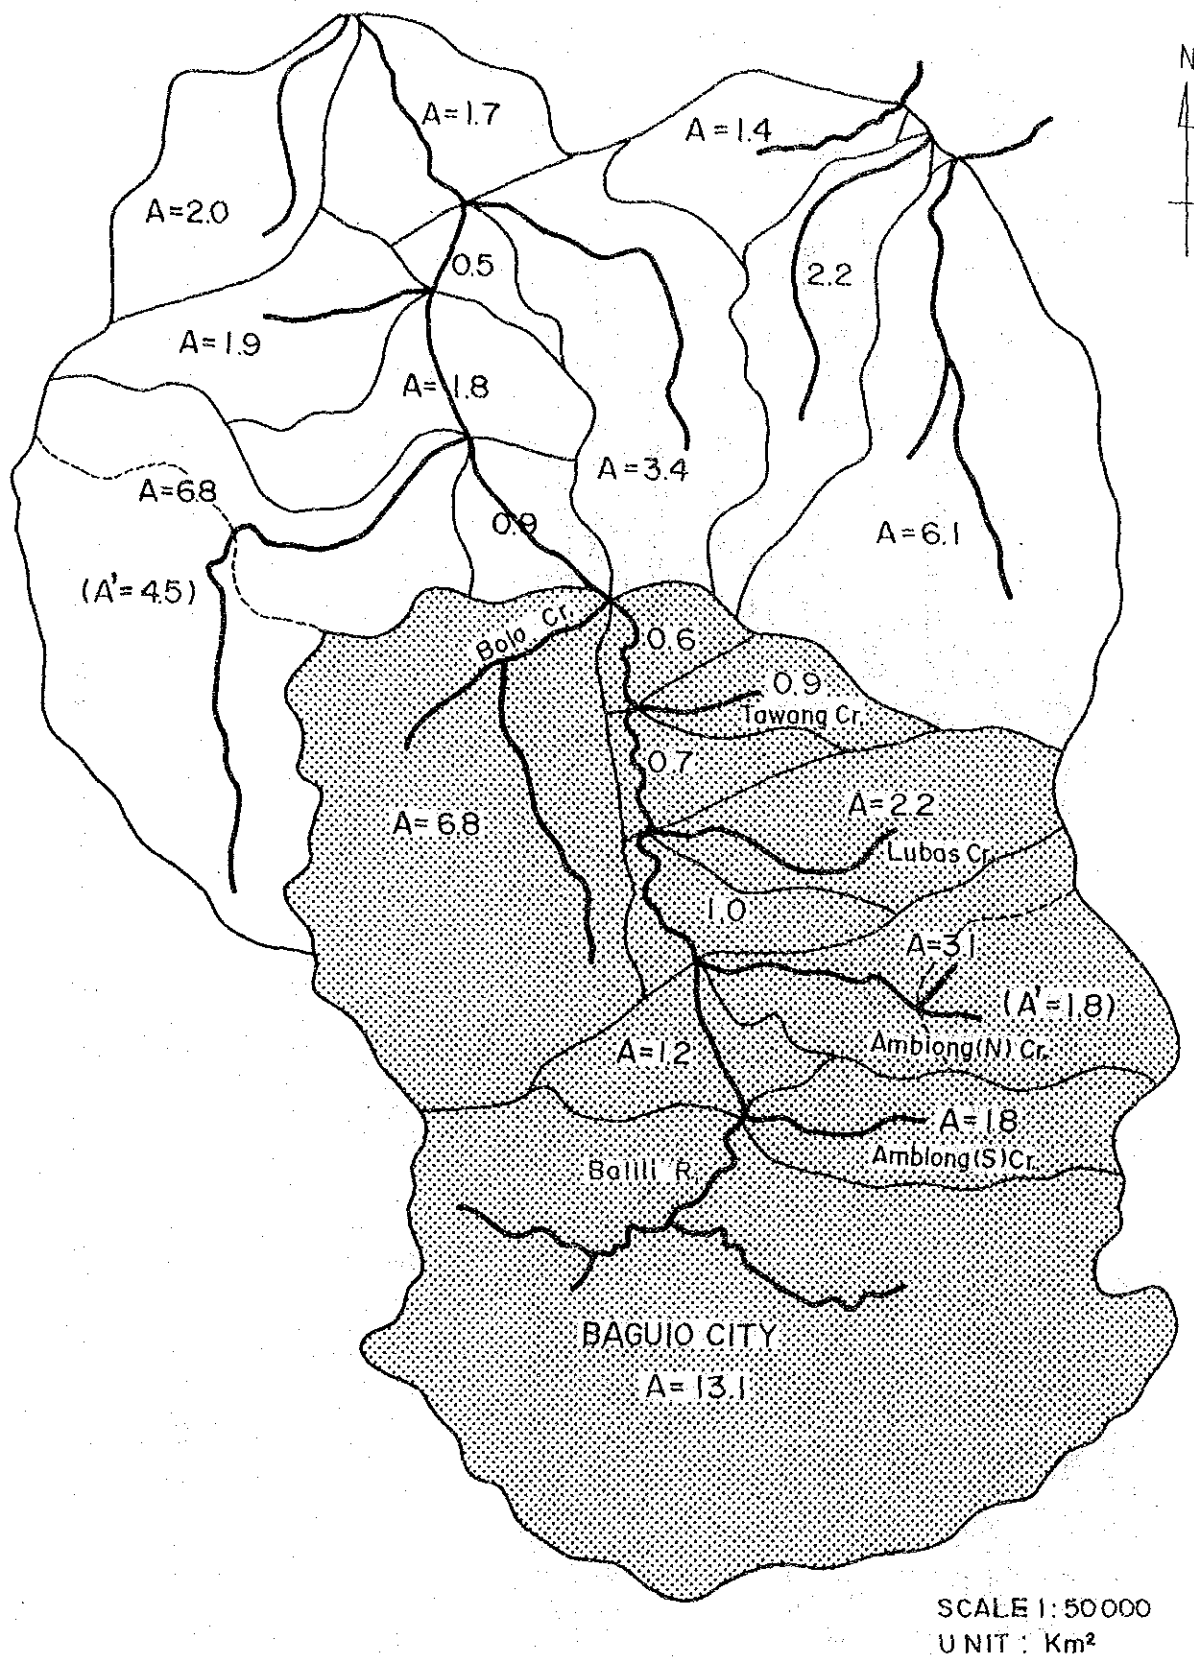 N
A=1.7
A=1.4
A=2.0
0.5
2.2
A=1.9
A=1.8
A=3.4
A=6.8
0.9
A=6.1
(A'=4.5)
Bolo Cr.
0.6
0.9
Tawang Cr.
0.7
A=6.8
A=2.2
Lubas Cr.
1.0
A=3.1
(A'=1.8)
Ambiong(N) Cr.
A=1.2
A=1.8
Ambiong(S)Cr.
Balili R.
BAGUIO CITY
A=13.1
SCALE 1:50000
UNIT : Km²